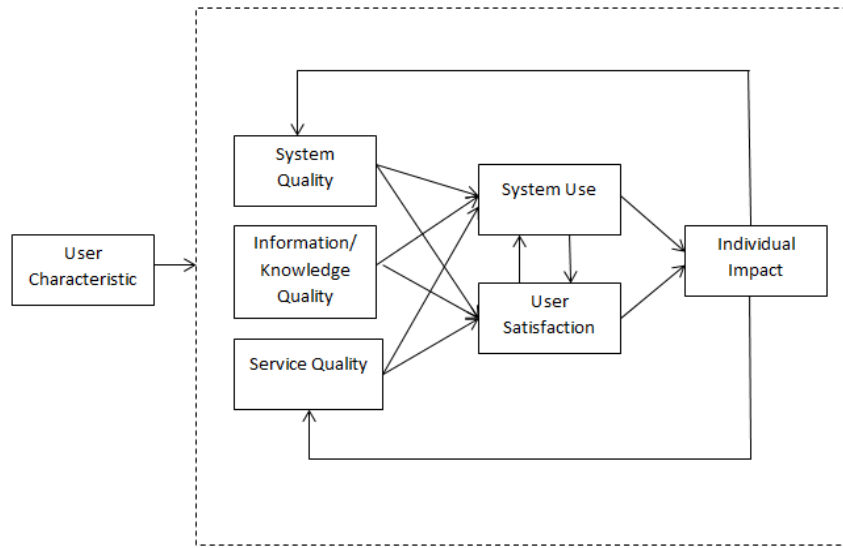 System
Quality
System Use
User
Characteristic
Information/
Knowledge
Quality
Individual
Impact
User
Satisfaction
Service Quality